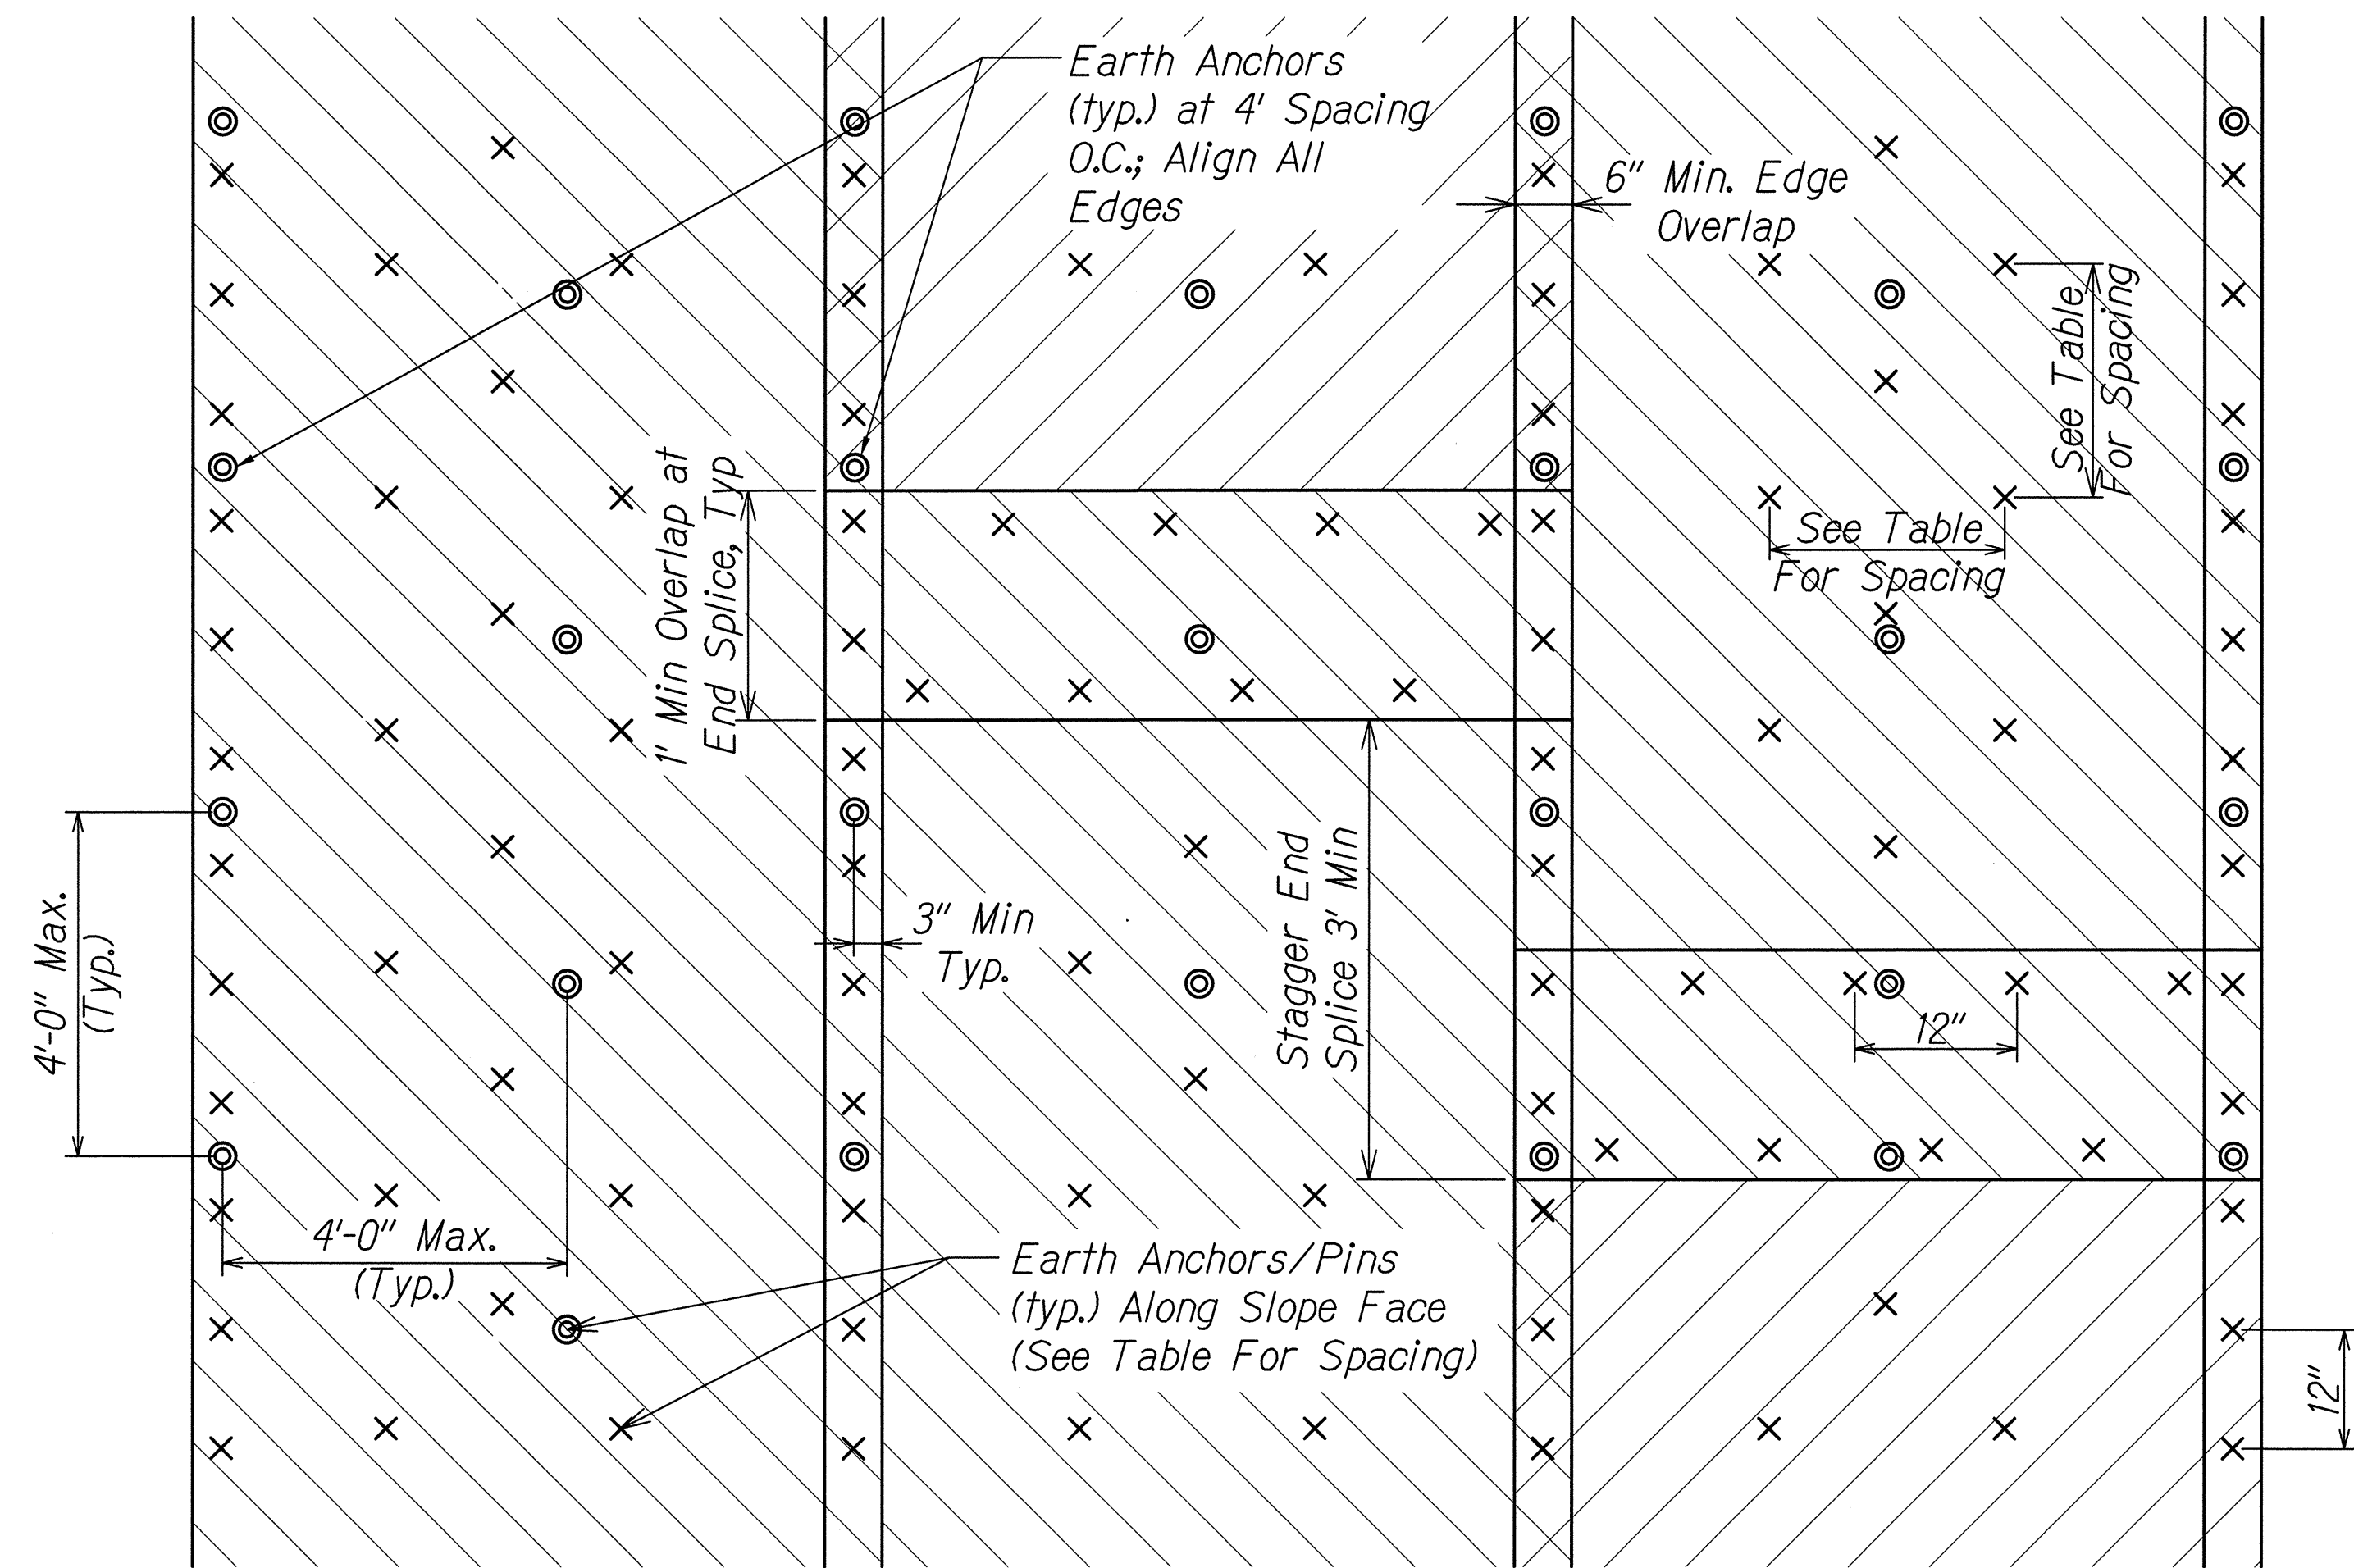 Earth Anchors
(typ.) at 4' Spacing
O.C.; Align All
Edges
6" Min. Edge
Overlap
See Table
For Spacing
1' Min Overlap at
End Splice, Typ
See Table
For Spacing
4'-0" Max.
(Typ.)
3" Min
Typ.
Stagger End
Splice 3' Min
12"
4'-0" Max.
(Typ.)
Earth Anchors/Pins
(typ.) Along Slope Face
(See Table For Spacing)
12"